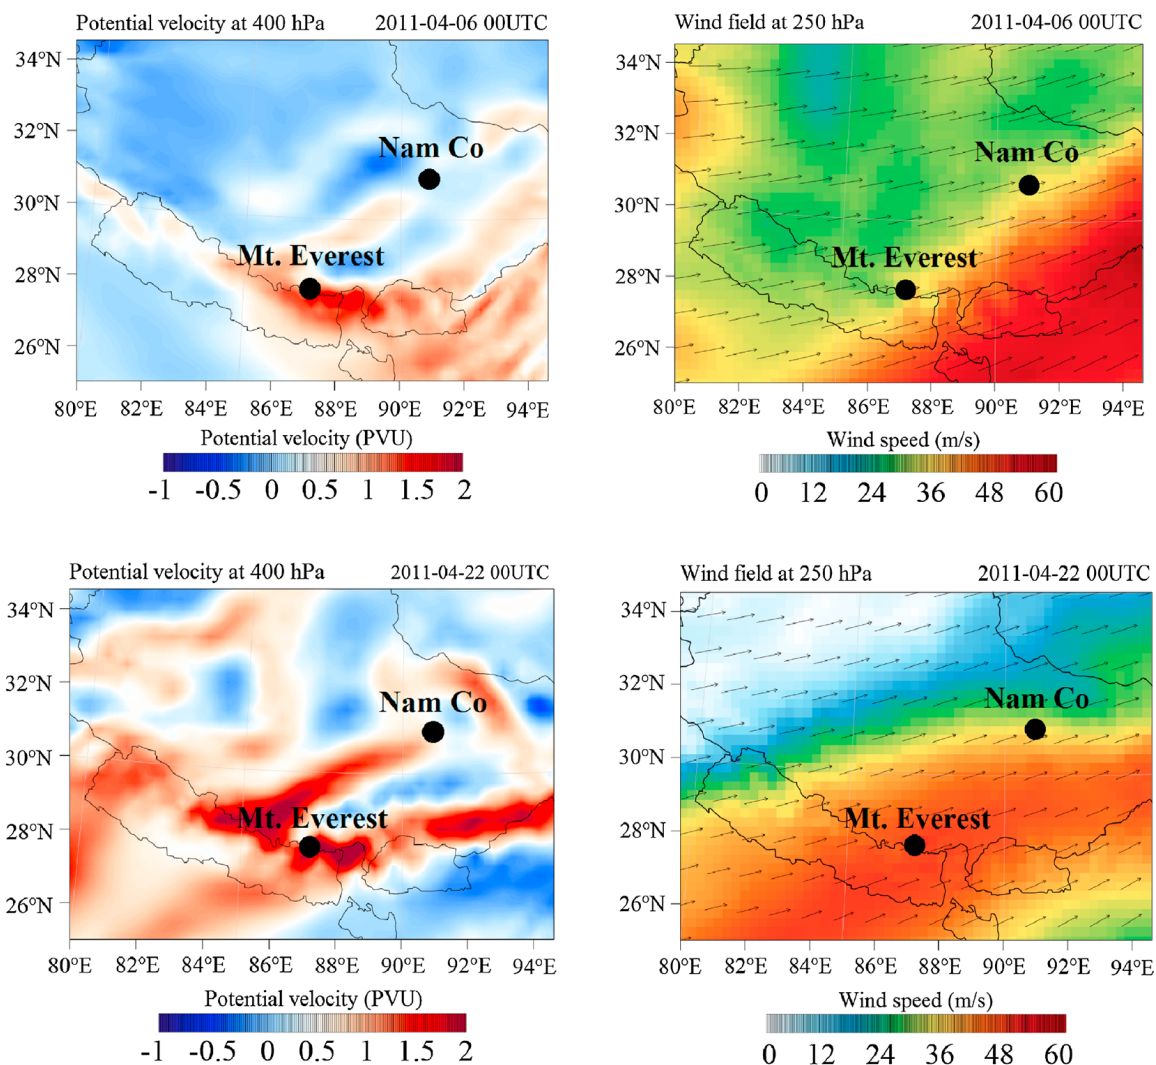 Potential velocity at 400 hPa 2011-04-06 00UTC
34°N
32°N
30°N
28°N
26°N
Nam Co
Mt. Everest
80°E 82°E 84°E 86°E 88°E 90°E 92°E 94°E
Potential velocity (PVU)
-1 -0.5 0 0.5 1 1.5 2
Wind field at 250 hPa 2011-04-06 00UTC
34°N
32°N
30°N
28°N
26°N
Nam Co
Mt. Everest
80°E 82°E 84°E 86°E 88°E 90°E 92°E 94°E
Wind speed (m/s)
0 12 24 36 48 60
Potential velocity at 400 hPa 2011-04-22 00UTC
34°N
32°N
30°N
28°N
26°N
Nam Co
Mt. Everest
80°E 82°E 84°E 86°E 88°E 90°E 92°E 94°E
Potential velocity (PVU)
-1 -0.5 0 0.5 1 1.5 2
Wind field at 250 hPa 2011-04-22 00UTC
34°N
32°N
30°N
28°N
26°N
Nam Co
Mt. Everest
80°E 82°E 84°E 86°E 88°E 90°E 92°E 94°E
Wind speed (m/s)
0 12 24 36 48 60